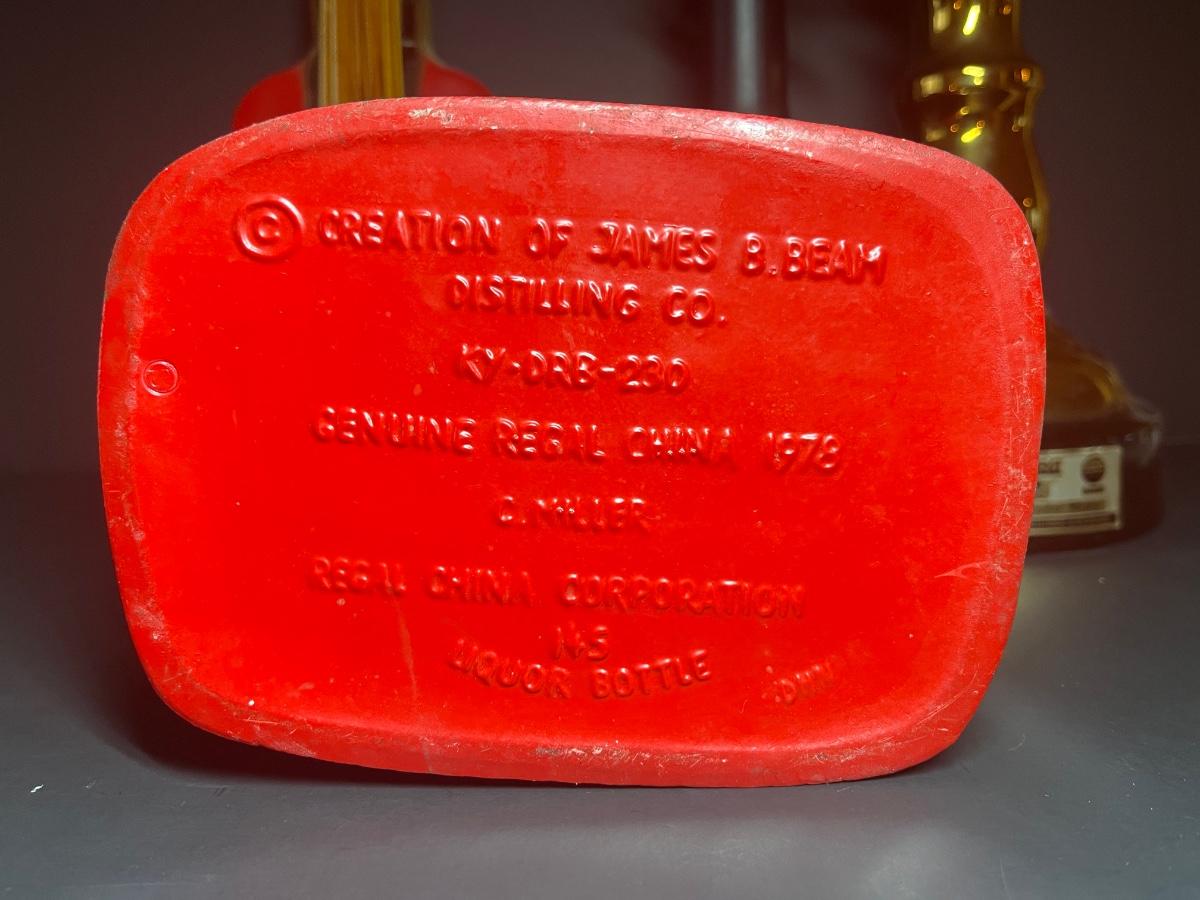 © CREATION OF JAMES B. BEAM
DISTILLING CO.
KY-DRB-230
GENUINE REGAL CHINA 1978
C. MILLER
REGAL CHINA CORPORATION
LIQUOR BOTTLE